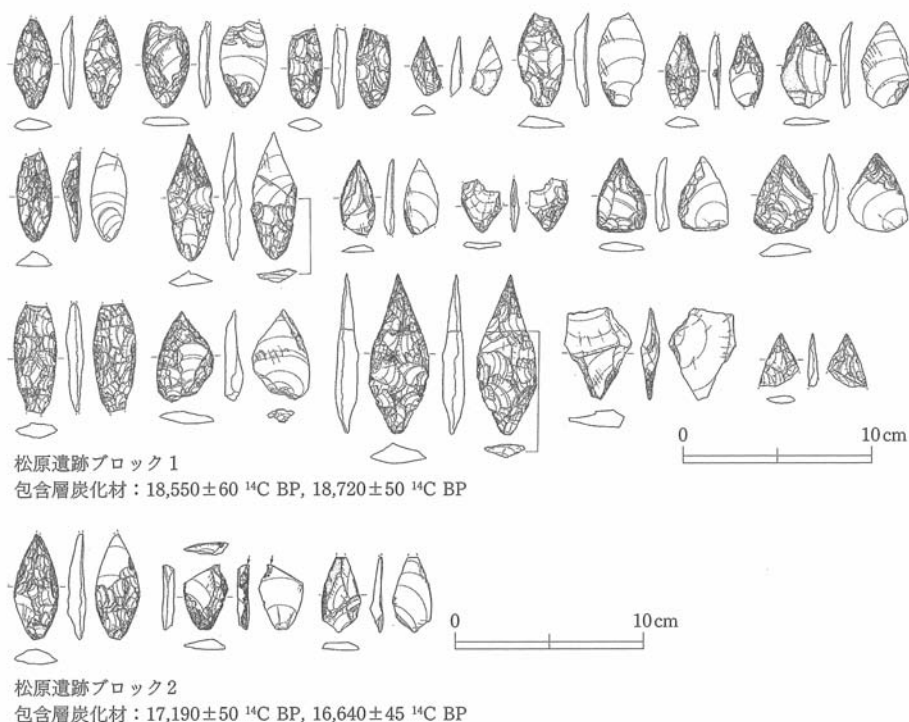 0 10cm
松原遺跡ブロック1
包含層炭化材：18,550±60 ¹⁴C BP, 18,720±50 ¹⁴C BP
0 10cm
松原遺跡ブロック2
包含層炭化材：17,190±50 ¹⁴C BP, 16,640±45 ¹⁴C BP